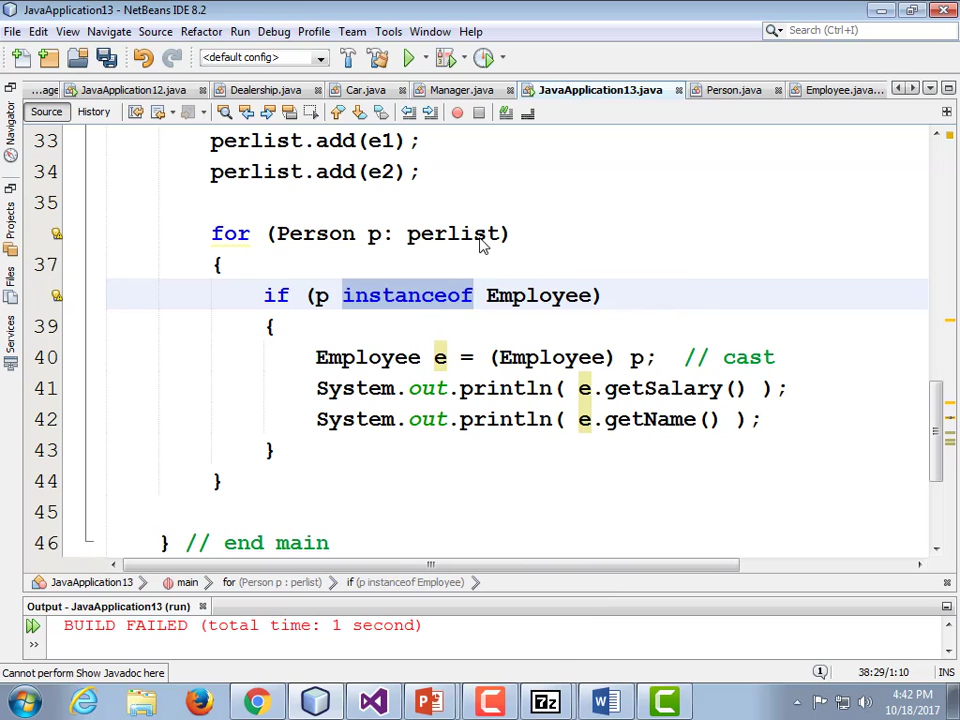 JavaApplication13 - NetBeans IDE 8.2
File Edit View Navigate Source Refactor Run Debug Profile Team Tools Window Help
Search (Ctrl+I)
<default config>
...age JavaApplication12.java Dealership.java Car.java Manager.java JavaApplication13.java Person.java Employee.java...
Source History
Navigator
Projects
Files
Services
33 perlist.add(e1);
34 perlist.add(e2);
35
for (Person p: perlist)
37 {
if (p instanceof Employee)
39 {
40 Employee e = (Employee) p; // cast
41 System.out.println( e.getSalary() );
42 System.out.println( e.getName() );
43 }
44 }
45
46 } // end main
JavaApplication13 main for (Person p : perlist) if (p instanceof Employee)
Output - JavaApplication13 (run)
BUILD FAILED (total time: 1 second)
Cannot perform Show Javadoc here
1 38:29/1:10 INS
4:42 PM
10/18/2017